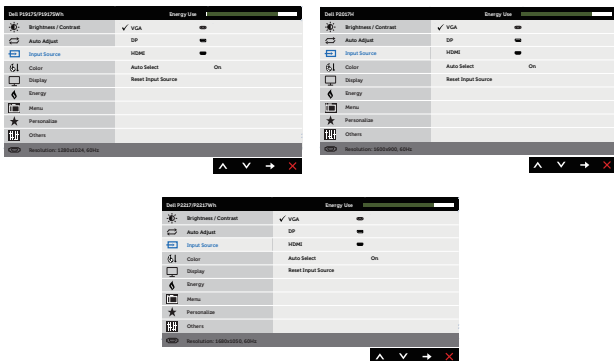 Dell P1917S/P1917SWh Energy Use
Brightness / Contrast VGA
Auto Adjust DP
Input Source HDMI
Color Auto Select On
Display Reset Input Source
Energy
Menu
Personalize
Others
Resolution: 1280x1024, 60Hz
Dell P2017H Energy Use
Brightness / Contrast VGA
Auto Adjust DP
Input Source HDMI
Color Auto Select On
Display Reset Input Source
Energy
Menu
Personalize
Others
Resolution: 1600x900, 60Hz
Dell P2217/P2217Wh Energy Use
Brightness / Contrast VGA
Auto Adjust DP
Input Source HDMI
Color Auto Select On
Display Reset Input Source
Energy
Menu
Personalize
Others
Resolution: 1680x1050, 60Hz